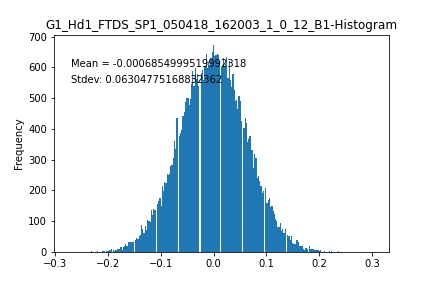 G1_Hd1_FTDS_SP1_050418_162003_1_0_12_B1-Histogram
700
600
500
400
300
200
100
0
Frequency
Mean = -0.0006854999519992318
Stdev: 0.06304775168832362
−0.3 −0.2 −0.1 0.0 0.1 0.2 0.3